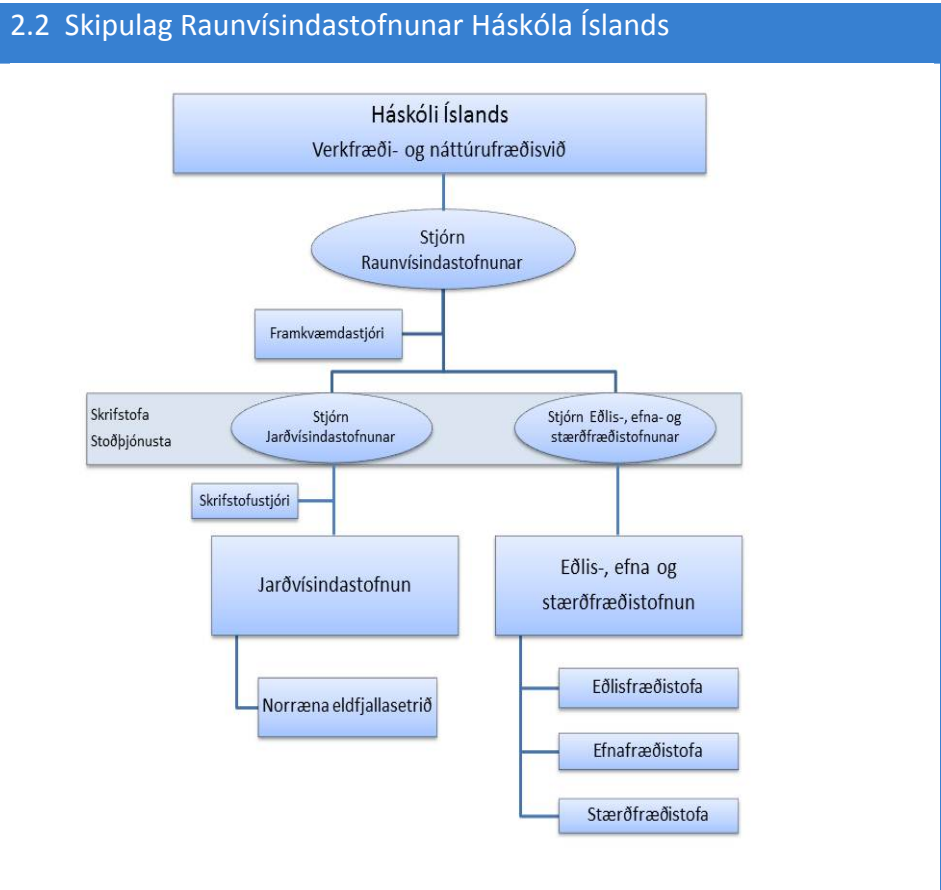 2.2 Skipulag Raunvísindastofnunar Háskóla Íslands
Háskóli Íslands
Verkfræði- og náttúrufræðisvið
Stjórn
Raunvísindastofnunar
Framkvæmdastjóri
Skrifstofa
Stoðþjónusta
Stjórn
Jarðvísindastofnunar
Stjórn Eðlis-, efna- og
stærðfræðistofnunar
Skrifstofustjóri
Jarðvísindastofnun
Eðlis-, efna og
stærðfræðistofnun
Norræna eldfjallasetrið
Eðlisfræðistofa
Efnafræðistofa
Stærðfræðistofa